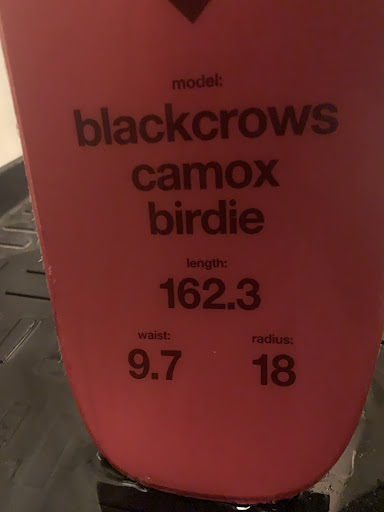 model:
blackcrows
camox
birdie
length:
162.3
waist: radius:
9.7 18